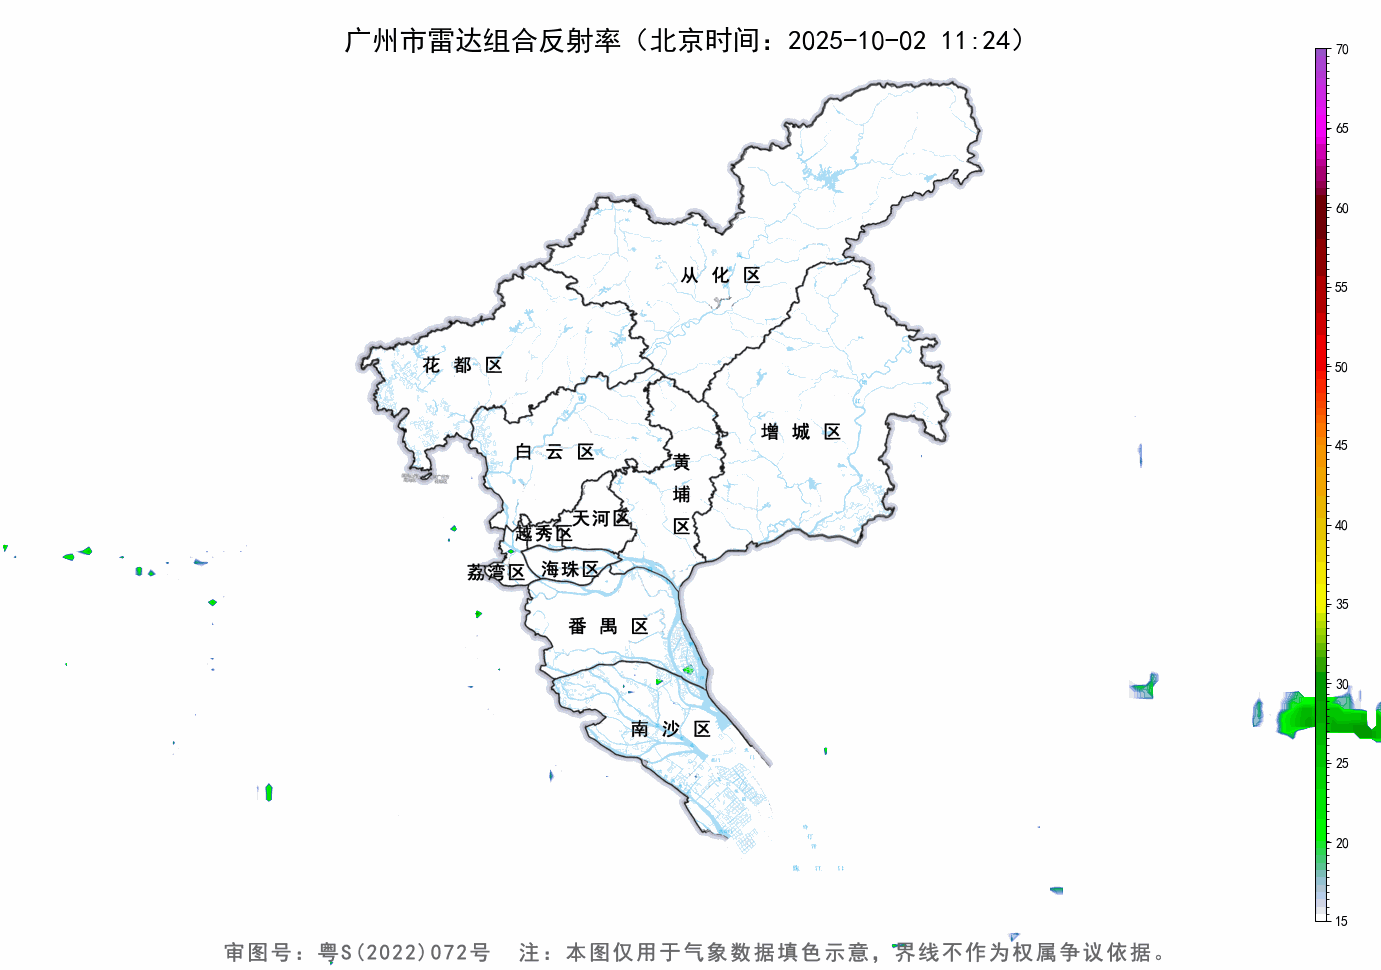 广州市雷达组合反射率（北京时间：2025-10-02 11:24）
70
65
60
55
50
45
40
35
30
25
20
15
从化区
花都区
增城区
白云区
黄埔区
天河区
越秀区
荔湾区
海珠区
番禺区
南沙区
审图号：粤S(2022)072号 注：本图仅用于气象数据填色示意，界线不作为权属争议依据。